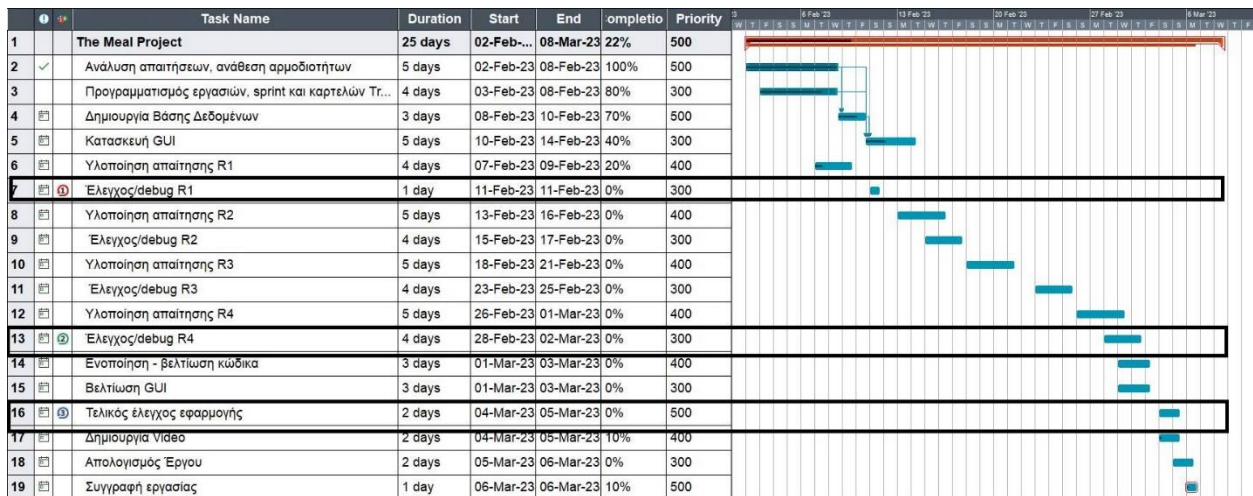 Task Name Duration Start End ompletio Priority
3 6 Feb '23 13 Feb '23 20 Feb '23 27 Feb '23 6 Mar '23
W T F S S M T W T F S S M T W T F S S M T W T F S S M T W T F S S M T W T F
1 The Meal Project 25 days 02-Feb-... 08-Mar-23 22% 500
2 Ανάλυση απαιτήσεων, ανάθεση αρμοδιοτήτων 5 days 02-Feb-23 08-Feb-23 100% 500
3 Προγραμματισμός εργασιών, sprint και καρτελών Tr... 4 days 03-Feb-23 08-Feb-23 80% 300
4 Δημιουργία Βάσης Δεδομένων 3 days 08-Feb-23 10-Feb-23 70% 500
5 Κατασκευή GUI 5 days 10-Feb-23 14-Feb-23 40% 300
6 Υλοποίηση απαίτησης R1 4 days 07-Feb-23 09-Feb-23 20% 400
7 1 Έλεγχος/debug R1 1 day 11-Feb-23 11-Feb-23 0% 300
8 Υλοποίηση απαίτησης R2 5 days 13-Feb-23 16-Feb-23 0% 400
9 Έλεγχος/debug R2 4 days 15-Feb-23 17-Feb-23 0% 300
10 Υλοποίηση απαίτησης R3 5 days 18-Feb-23 21-Feb-23 0% 400
11 Έλεγχος/debug R3 4 days 23-Feb-23 25-Feb-23 0% 300
12 Υλοποίηση απαίτησης R4 5 days 26-Feb-23 01-Mar-23 0% 400
13 2 Έλεγχος/debug R4 4 days 28-Feb-23 02-Mar-23 0% 300
14 Ενοποίηση - βελτίωση κώδικα 3 days 01-Mar-23 03-Mar-23 0% 400
15 Βελτίωση GUI 3 days 01-Mar-23 03-Mar-23 0% 300
16 3 Τελικός έλεγχος εφαρμογής 2 days 04-Mar-23 05-Mar-23 0% 500
17 Δημιουργία Video 2 days 04-Mar-23 05-Mar-23 10% 400
18 Απολογισμός Έργου 2 days 05-Mar-23 06-Mar-23 0% 300
19 Συγγραφή εργασίας 1 day 06-Mar-23 06-Mar-23 10% 500